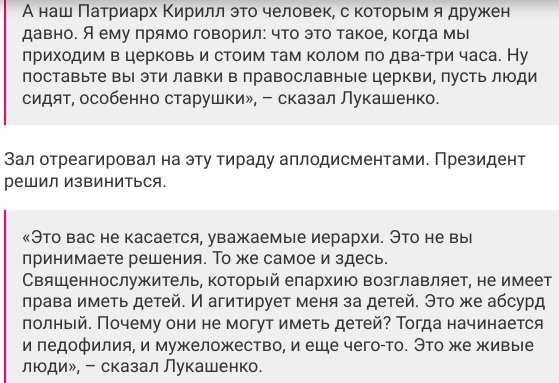 А наш Патриарх Кирилл это человек, с которым я дружен
давно. Я ему прямо говорил: что это такое, когда мы
приходим в церковь и стоим там колом по два-три часа. Ну
поставьте вы эти лавки в православные церкви, пусть люди
сидят, особенно старушки», – сказал Лукашенко.
Зал отреагировал на эту тираду аплодисментами. Президент
решил извиниться.
«Это вас не касается, уважаемые иерархи. Это не вы
принимаете решения. То же самое и здесь.
Священнослужитель, который епархию возглавляет, не имеет
права иметь детей. И агитирует меня за детей. Это же абсурд
полный. Почему они не могут иметь детей? Тогда начинается
и педофилия, и мужеложество, и еще чего-то. Это же живые
люди», – сказал Лукашенко.